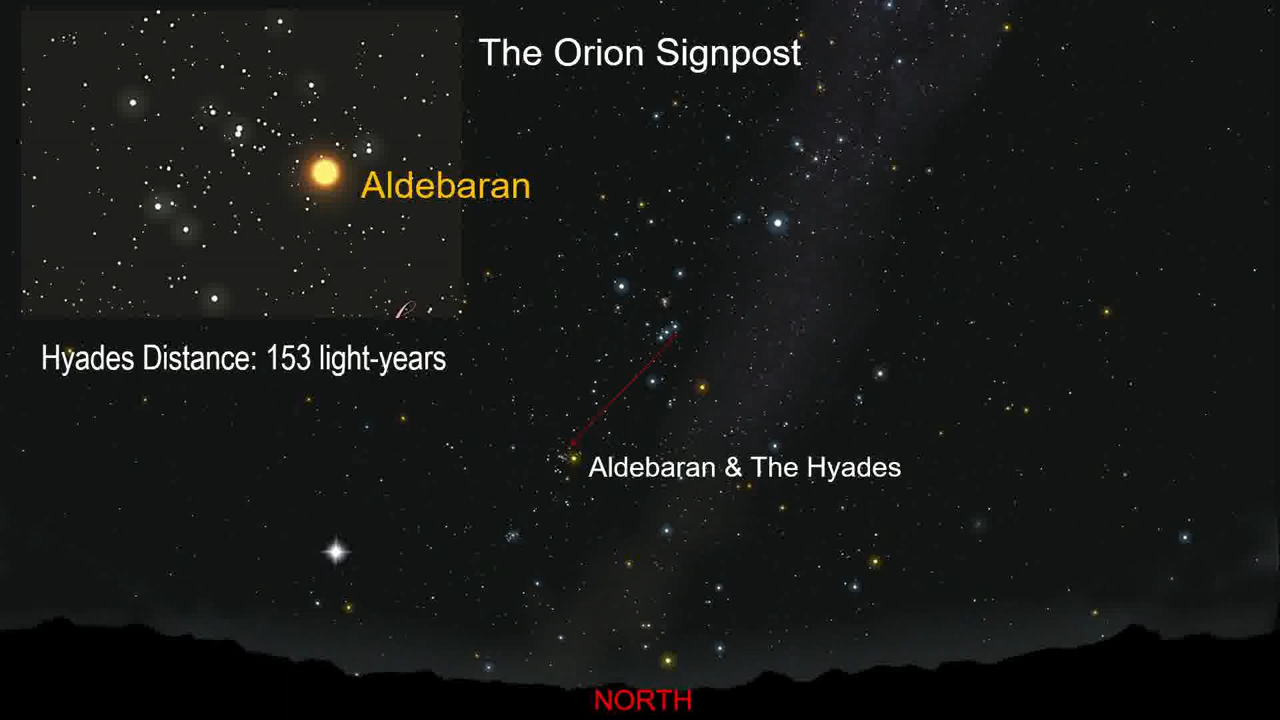 The Orion Signpost
Aldebaran
Hyades Distance: 153 light-years
Aldebaran & The Hyades
NORTH